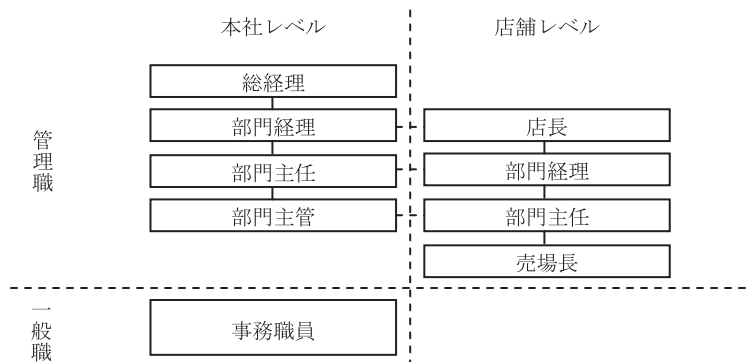 本社レベル
店舗レベル
管理職
総経理
部門経理
店長
部門主任
部門経理
部門主管
部門主任
売場長
一般職
事務職員